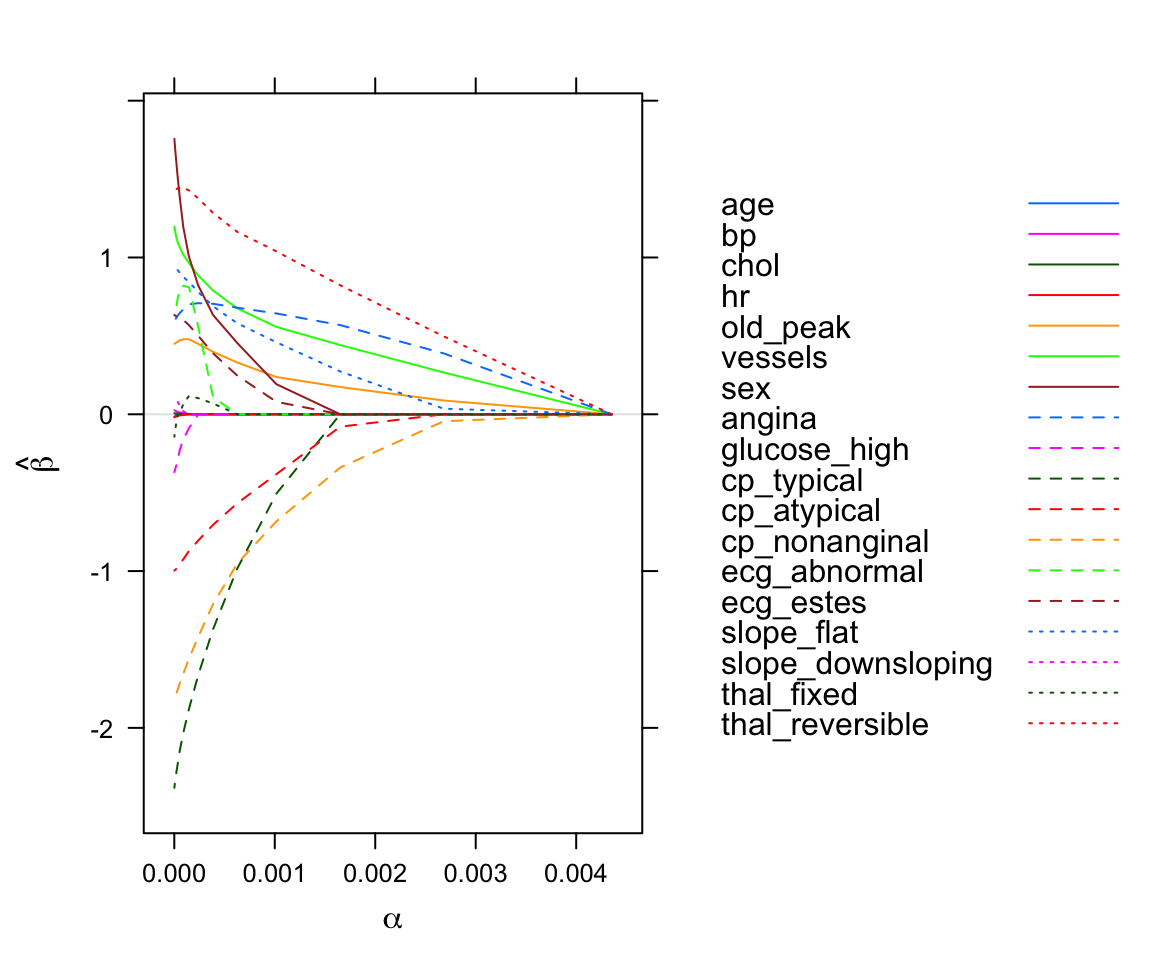 1
0
-1
-2
β̂
0.000 0.001 0.002 0.003 0.004
α
age
bp
chol
hr
old_peak
vessels
sex
angina
glucose_high
cp_typical
cp_atypical
cp_nonanginal
ecg_abnormal
ecg_estes
slope_flat
slope_downsloping
thal_fixed
thal_reversible